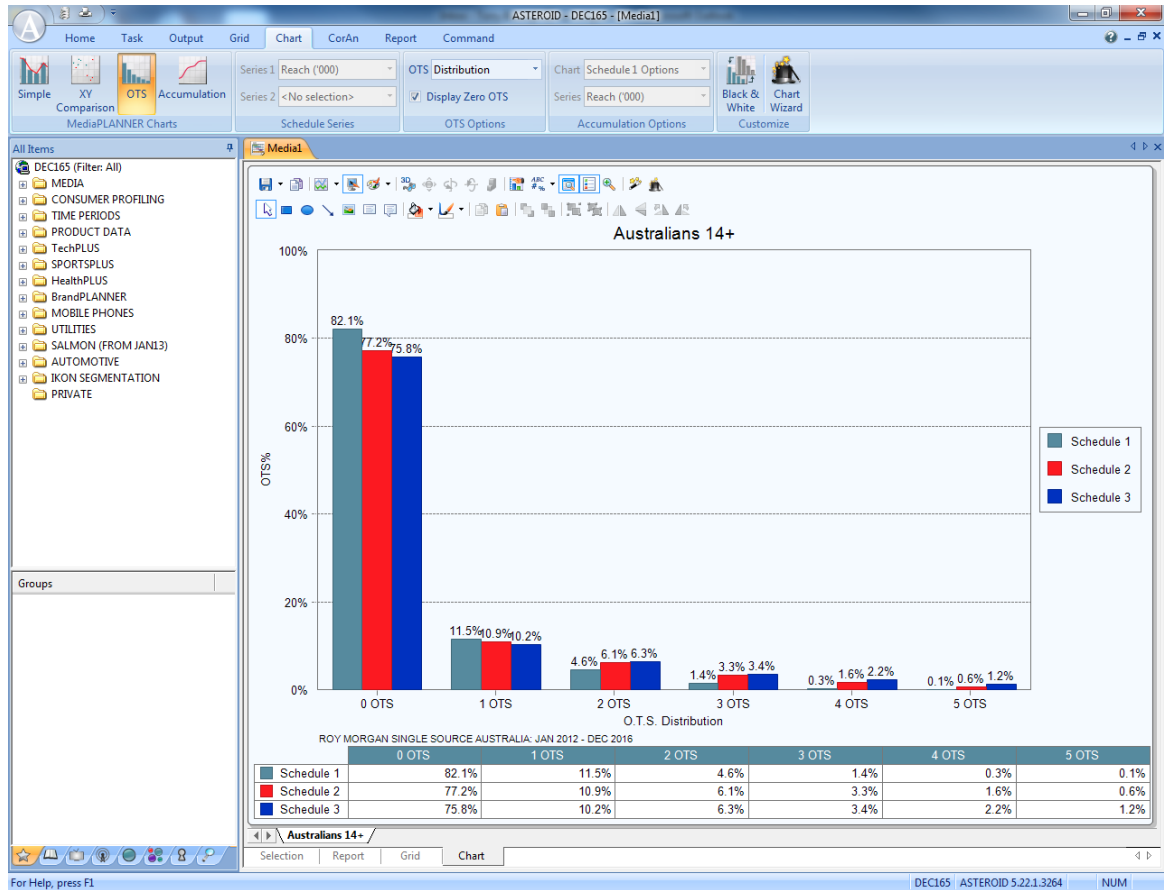 ASTEROID - DEC165 - [Media1]
Home Task Output Grid Chart CorAn Report Command
Series 1 Reach ('000)
Series 2 <No selection>
OTS Distribution
Display Zero OTS
Chart Schedule 1 Options
Series Reach ('000)
Simple XY Comparison OTS Accumulation
Black & White Chart Wizard
MediaPLANNER Charts Schedule Series OTS Options Accumulation Options Customize
All Items
Media1
DEC165 (Filter: All)
MEDIA
CONSUMER PROFILING
TIME PERIODS
PRODUCT DATA
TechPLUS
SPORTSPLUS
HealthPLUS
BrandPLANNER
MOBILE PHONES
UTILITIES
SALMON (FROM JAN13)
AUTOMOTIVE
IKON SEGMENTATION
PRIVATE
Groups
3D ABC #%
Australians 14+
100%
80%
60%
40%
20%
0%
OTS%
82.1% 77.2% 75.8%
11.5% 10.9% 10.2%
4.6% 6.1% 6.3%
1.4% 3.3% 3.4%
0.3% 1.6% 2.2%
0.1% 0.6% 1.2%
0 OTS 1 OTS 2 OTS 3 OTS 4 OTS 5 OTS
O.T.S. Distribution
Schedule 1
Schedule 2
Schedule 3
ROY MORGAN SINGLE SOURCE AUSTRALIA: JAN 2012 - DEC 2016
0 OTS 1 OTS 2 OTS 3 OTS 4 OTS 5 OTS
Schedule 1 82.1% 11.5% 4.6% 1.4% 0.3% 0.1%
Schedule 2 77.2% 10.9% 6.1% 3.3% 1.6% 0.6%
Schedule 3 75.8% 10.2% 6.3% 3.4% 2.2% 1.2%
Australians 14+
Selection Report Grid Chart
For Help, press F1
DEC165 ASTEROID 5.22.1.3264 NUM